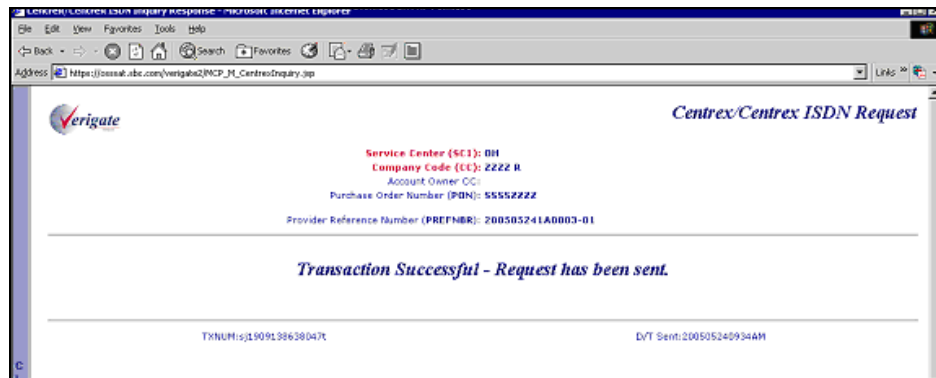 Centrex/Centrex ISDN Inquiry Response - Microsoft Internet Explorer
File Edit View Favorites Tools Help
Back Search Favorites
Address https://oessat.sbc.com/verigate2/MCP_M_CentrexInquiry.jsp Links »
Verigate
Centrex/Centrex ISDN Request
Service Center (SC1): OH
Company Code (CC): 2222 R
Account Owner CC:
Purchase Order Number (PON): SSSS2222
Provider Reference Number (PREFNBR): 200505241A0003-01
Transaction Successful - Request has been sent.
TXNUM:sj1909138638047t
D/T Sent:200505240934AM
C